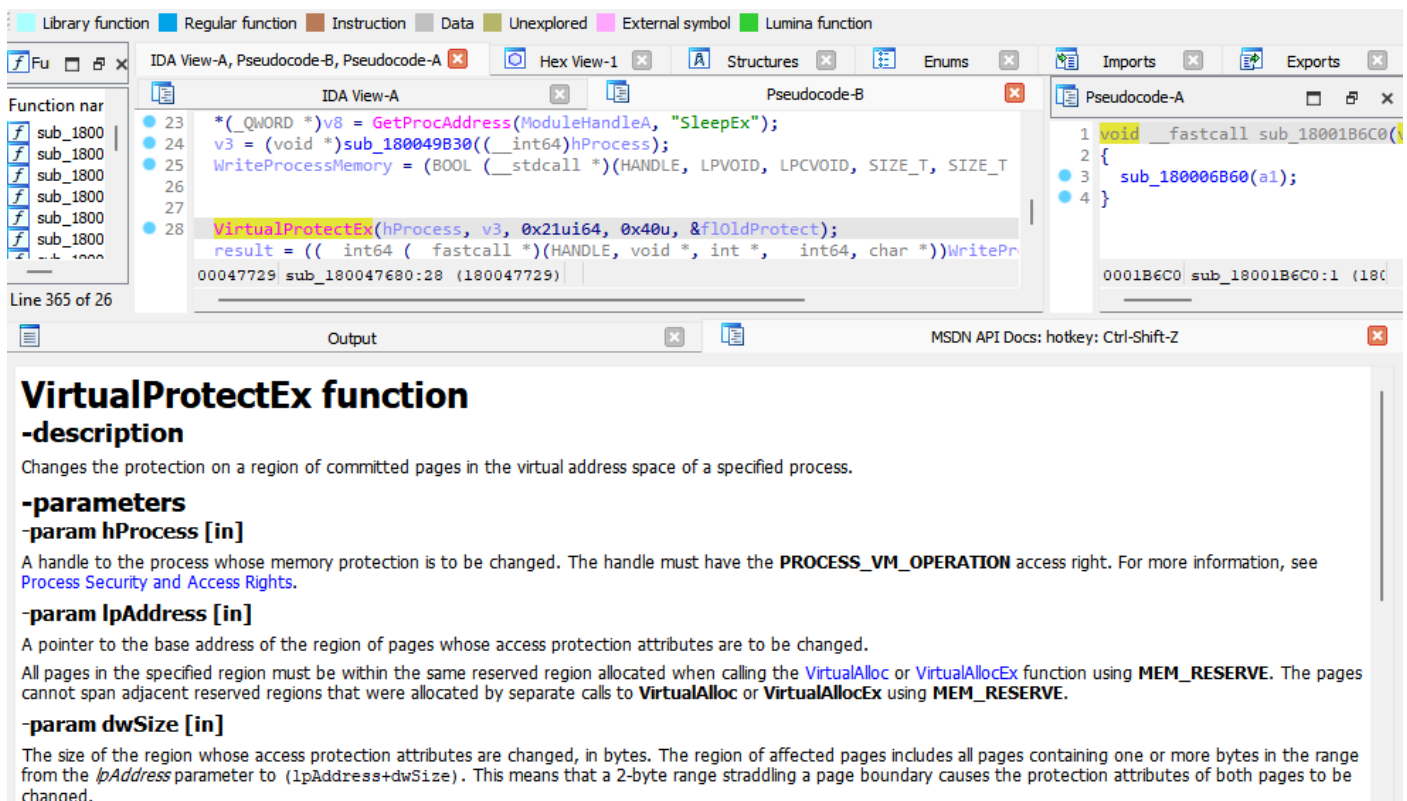 Library function Regular function Instruction Data Unexplored External symbol Lumina function
Fu
IDA View-A, Pseudocode-B, Pseudocode-A Hex View-1 Structures Enums Imports Exports
Function nar
sub_1800
sub_1800
sub_1800
sub_1800
sub_1800
sub_1800
Line 365 of 26
IDA View-A Pseudocode-B
23 *(_QWORD *)v8 = GetProcAddress(ModuleHandleA, "SleepEx");
24 v3 = (void *)sub_180049B30((__int64)hProcess);
25 WriteProcessMemory = (BOOL (__stdcall *)(HANDLE, LPVOID, LPCVOID, SIZE_T, SIZE_T
26
27
28 VirtualProtectEx(hProcess, v3, 0x21ui64, 0x40u, &flOldProtect);
result = ((__int64 (__fastcall *)(HANDLE, void *, int *, __int64, char *))WritePr
00047729 sub_180047680:28 (180047729)
Pseudocode-A
1 void __fastcall sub_18001B6C0(
2 {
3 sub_180006B60(a1);
4 }
0001B6C0 sub_18001B6C0:1 (180
Output MSDN API Docs: hotkey: Ctrl-Shift-Z
VirtualProtectEx function
-description
Changes the protection on a region of committed pages in the virtual address space of a specified process.
-parameters
-param hProcess [in]
A handle to the process whose memory protection is to be changed. The handle must have the PROCESS_VM_OPERATION access right. For more information, see
Process Security and Access Rights.
-param lpAddress [in]
A pointer to the base address of the region of pages whose access protection attributes are to be changed.
All pages in the specified region must be within the same reserved region allocated when calling the VirtualAlloc or VirtualAllocEx function using MEM_RESERVE. The pages
cannot span adjacent reserved regions that were allocated by separate calls to VirtualAlloc or VirtualAllocEx using MEM_RESERVE.
-param dwSize [in]
The size of the region whose access protection attributes are changed, in bytes. The region of affected pages includes all pages containing one or more bytes in the range
from the lpAddress parameter to (lpAddress+dwSize). This means that a 2-byte range straddling a page boundary causes the protection attributes of both pages to be
changed.